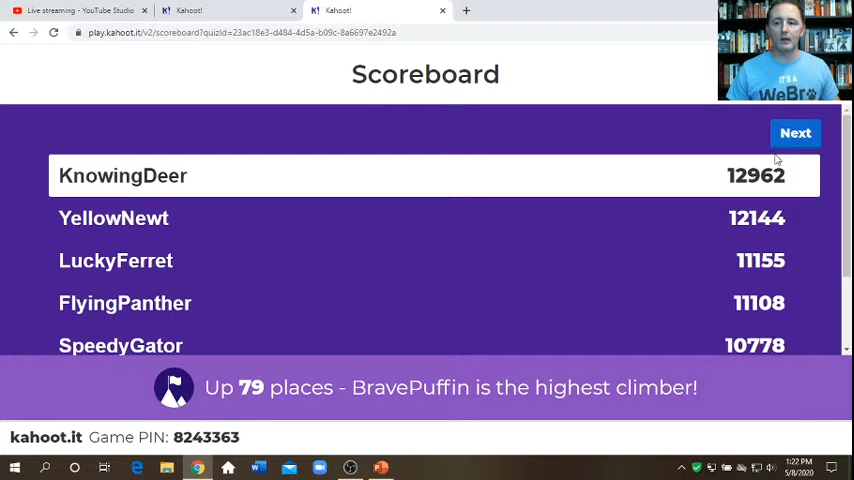 Live streaming - YouTube Studio
Kahoot!
Kahoot!
play.kahoot.it/v2/scoreboard?quizId=23ac18e3-d484-4d5a-b09c-8a6697e2492a
IT'S A
WeBro
Scoreboard
Next
KnowingDeer 12962
YellowNewt 12144
LuckyFerret 11155
FlyingPanther 11108
SpeedyGator 10778
Up 79 places - BravePuffin is the highest climber!
kahoot.it Game PIN: 8243363
1:22 PM
5/8/2020